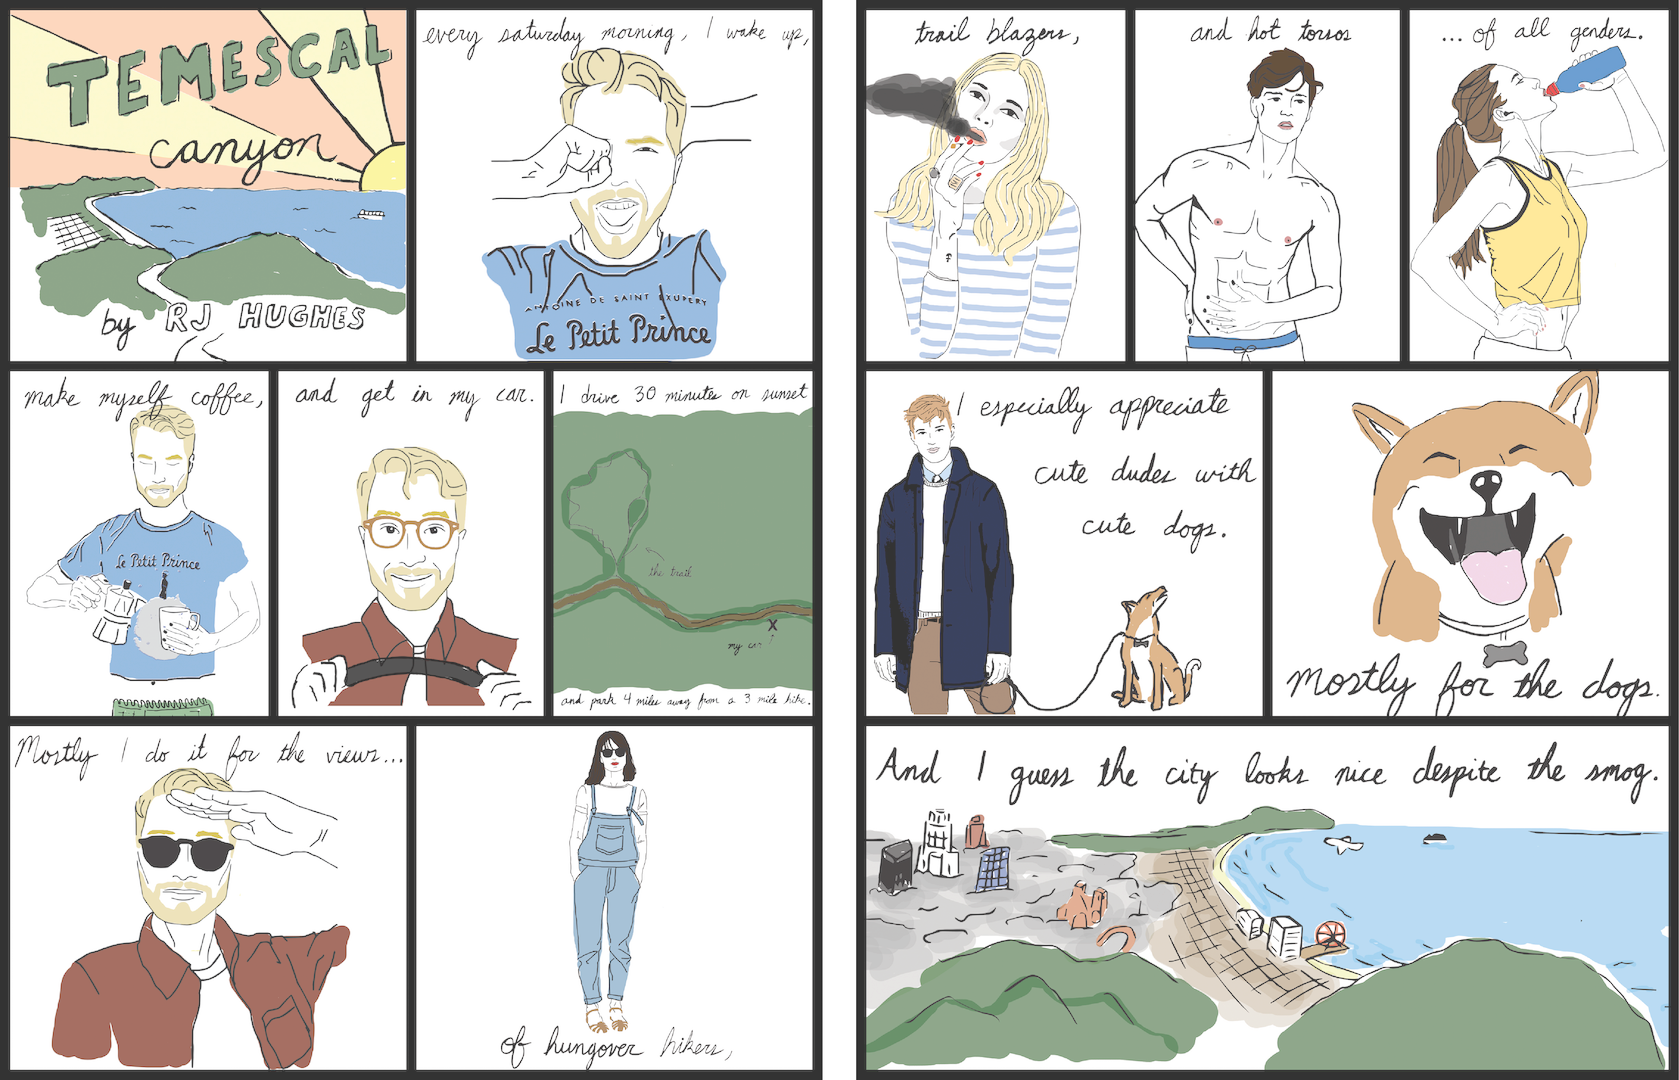 TEMESCAL
canyon
by RJ HUGHES
every saturday morning, I wake up,
ANTOINE DE SAINT EXUPERY
Le Petit Prince
make myself coffee,
Le Petit Prince
and get in my car.
I drive 30 minutes on sunset
the trail
X
my car
and park 4 miles away from a 3 mile hike.
Mostly I do it for the views...
of hungover hikers,
trail blazers,
and hot torsos
... of all genders.
I especially appreciate
cute dudes with
cute dogs.
Mostly for the dogs.
And I guess the city looks nice despite the smog.